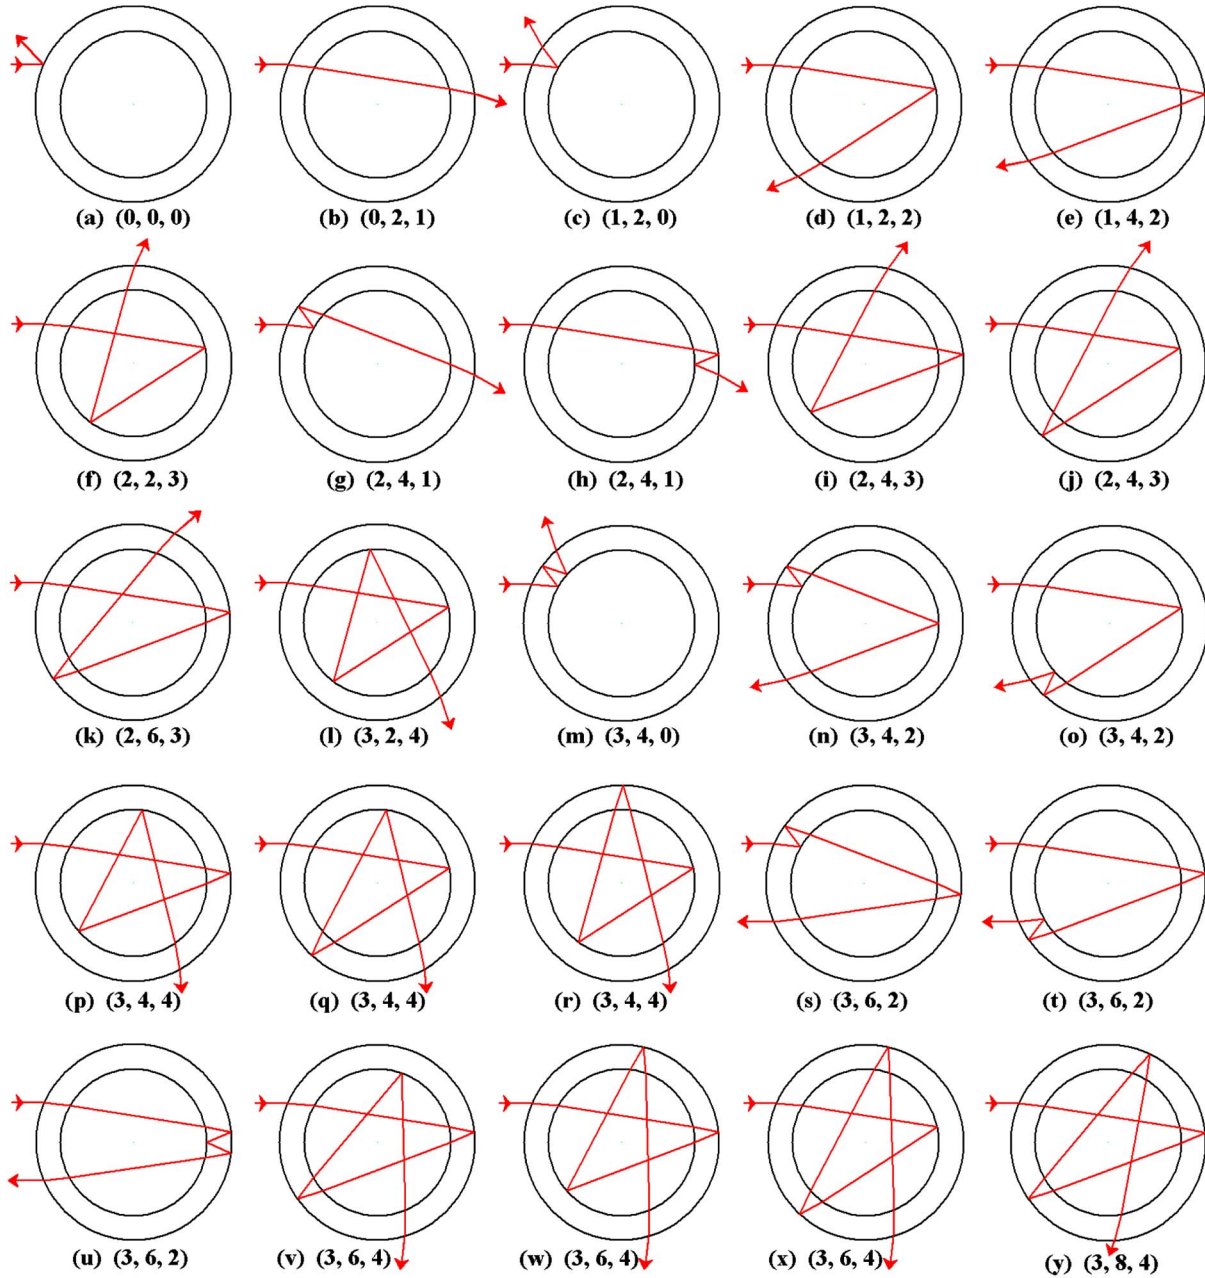 (a) (0, 0, 0) (b) (0, 2, 1) (c) (1, 2, 0) (d) (1, 2, 2) (e) (1, 4, 2)
(f) (2, 2, 3) (g) (2, 4, 1) (h) (2, 4, 1) (i) (2, 4, 3) (j) (2, 4, 3)
(k) (2, 6, 3) (l) (3, 2, 4) (m) (3, 4, 0) (n) (3, 4, 2) (o) (3, 4, 2)
(p) (3, 4, 4) (q) (3, 4, 4) (r) (3, 4, 4) (s) (3, 6, 2) (t) (3, 6, 2)
(u) (3, 6, 2) (v) (3, 6, 4) (w) (3, 6, 4) (x) (3, 6, 4) (y) (3, 8, 4)